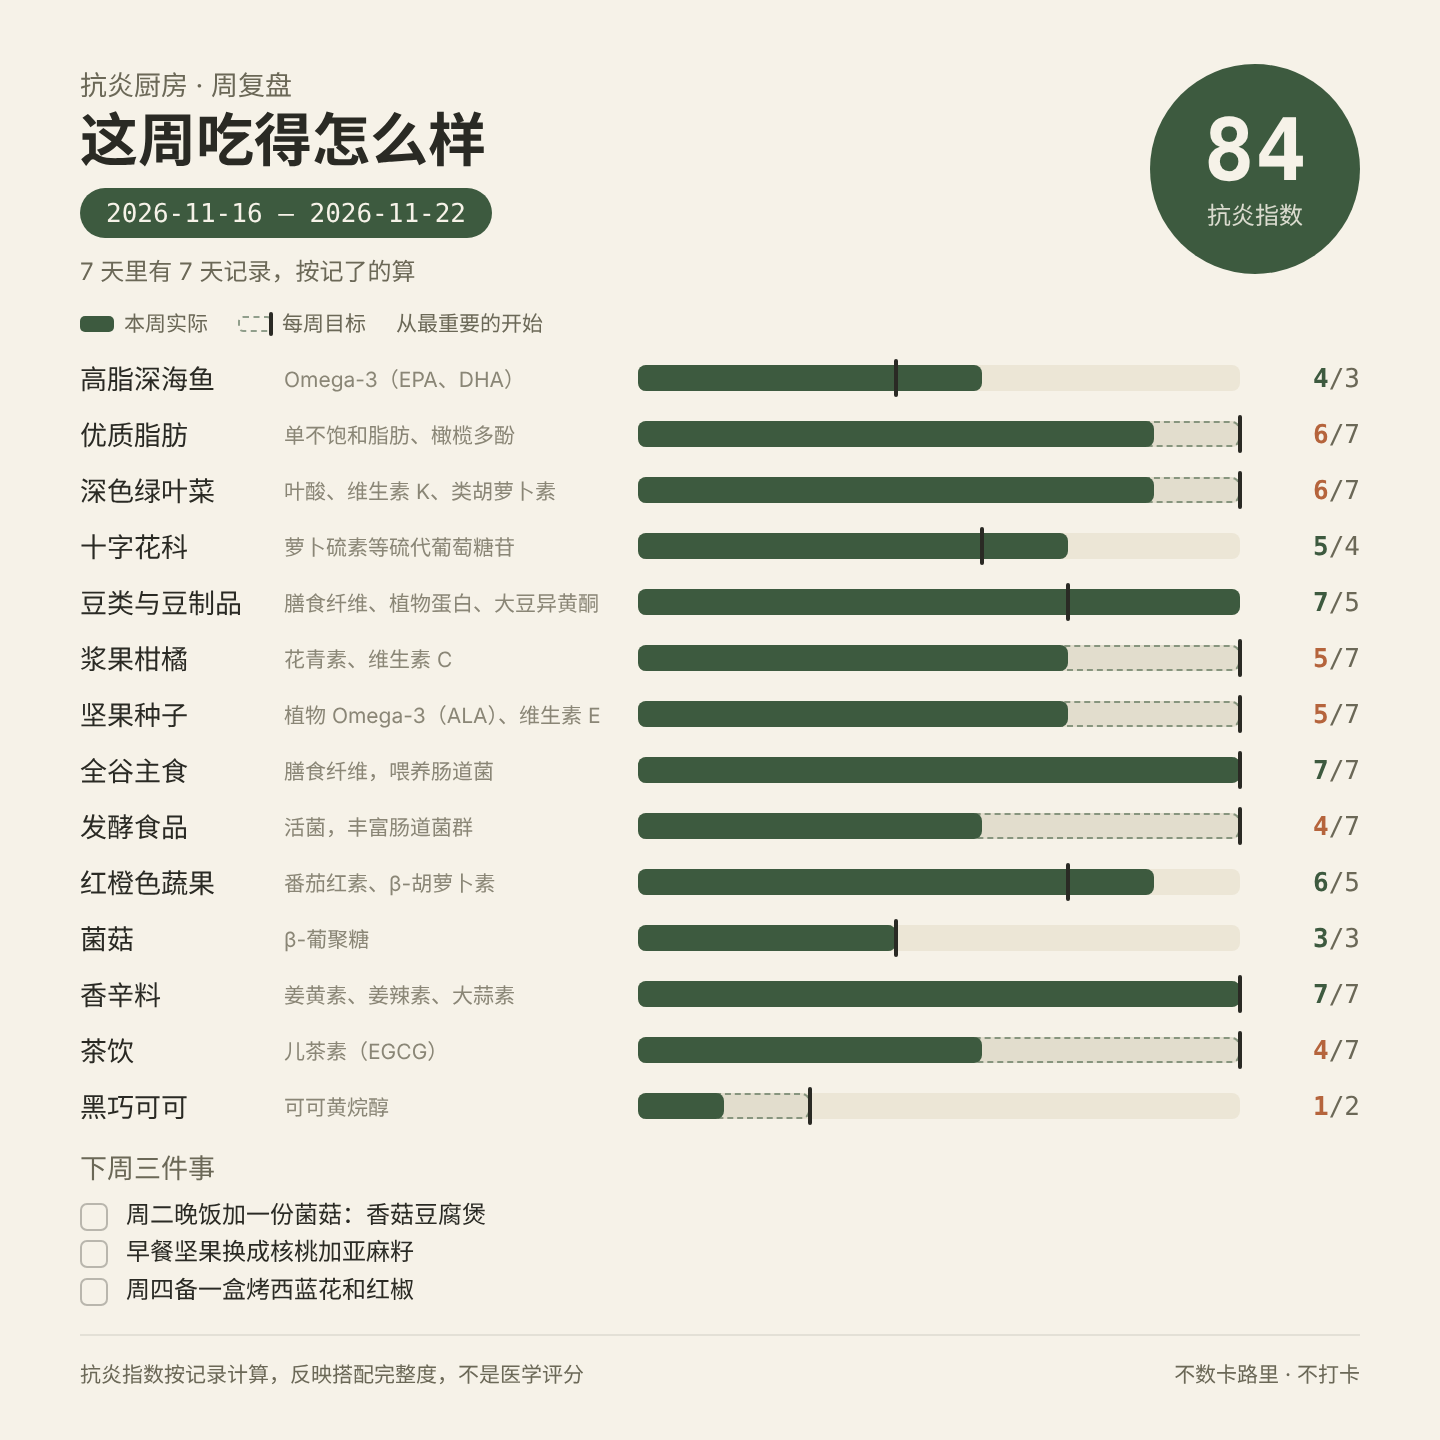 抗炎厨房 · 周复盘
这周吃得怎么样
2026-11-16 — 2026-11-22
7 天里有 7 天记录，按记了的算
84
抗炎指数
本周实际 每周目标 从最重要的开始
高脂深海鱼 Omega-3（EPA、DHA） 4/3
优质脂肪 单不饱和脂肪、橄榄多酚 6/7
深色绿叶菜 叶酸、维生素 K、类胡萝卜素 6/7
十字花科 萝卜硫素等硫代葡萄糖苷 5/4
豆类与豆制品 膳食纤维、植物蛋白、大豆异黄酮 7/5
浆果柑橘 花青素、维生素 C 5/7
坚果种子 植物 Omega-3（ALA）、维生素 E 5/7
全谷主食 膳食纤维，喂养肠道菌 7/7
发酵食品 活菌，丰富肠道菌群 4/7
红橙色蔬果 番茄红素、β-胡萝卜素 6/5
菌菇 β-葡聚糖 3/3
香辛料 姜黄素、姜辣素、大蒜素 7/7
茶饮 儿茶素（EGCG） 4/7
黑巧可可 可可黄烷醇 1/2
下周三件事
周二晚饭加一份菌菇：香菇豆腐煲
早餐坚果换成核桃加亚麻籽
周四备一盒烤西蓝花和红椒
抗炎指数按记录计算，反映搭配完整度，不是医学评分
不数卡路里 · 不打卡